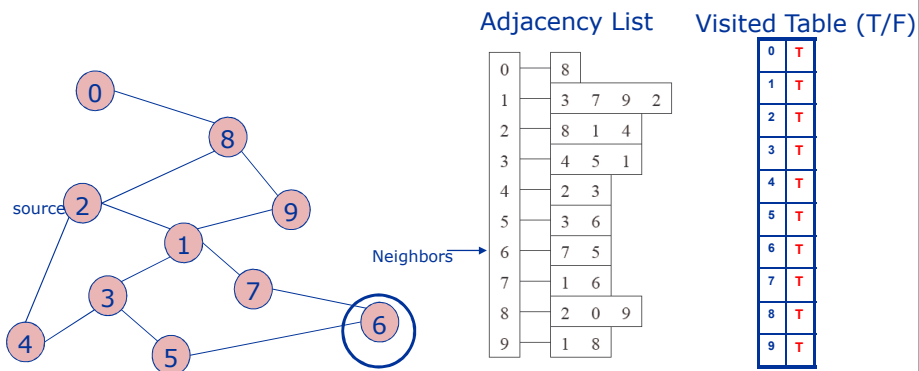 Adjacency List
Visited Table (T/F)
0
8
2
source
9
1
3
7
4
5
6
Neighbors
0 8
1 3 7 9 2
2 8 1 4
3 4 5 1
4 2 3
5 3 6
6 7 5
7 1 6
8 2 0 9
9 1 8
0 T
1 T
2 T
3 T
4 T
5 T
6 T
7 T
8 T
9 T